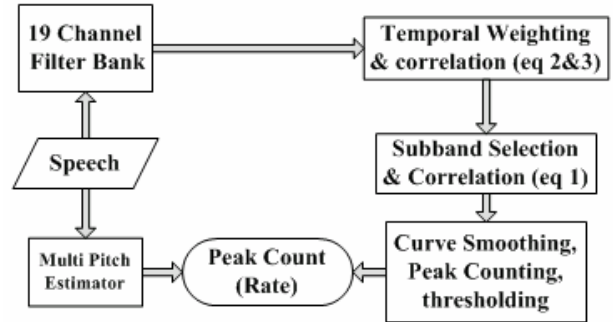 19 Channel
Filter Bank
Temporal Weighting
& correlation (eq 2&3)
Speech
Subband Selection
& Correlation (eq 1)
Multi Pitch
Estimator
Peak Count
(Rate)
Curve Smoothing,
Peak Counting,
thresholding